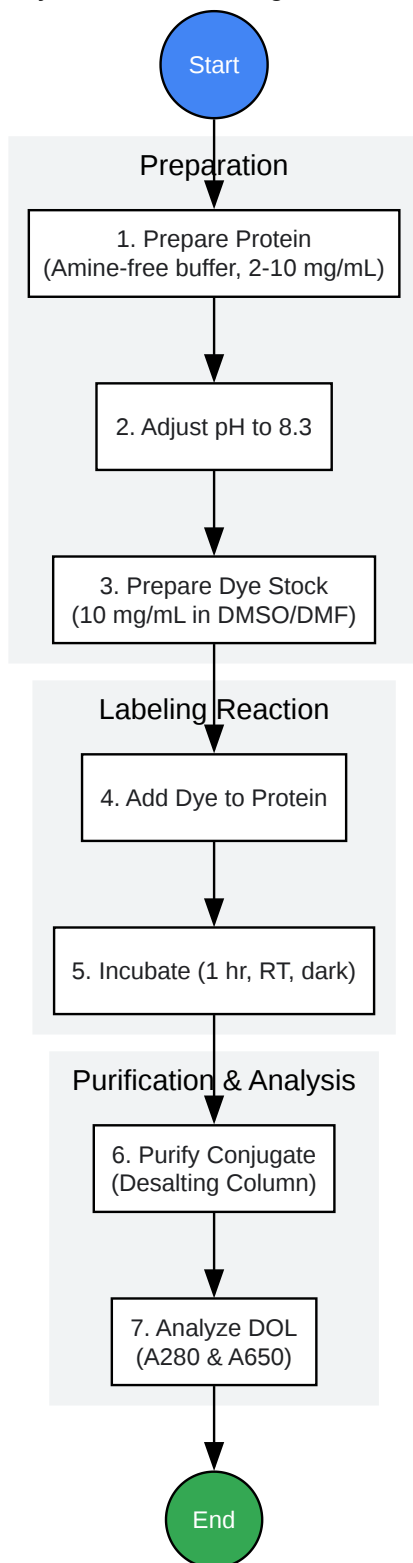 Start
Preparation
1. Prepare Protein
(Amine-free buffer, 2-10 mg/mL)
2. Adjust pH to 8.3
3. Prepare Dye Stock
(10 mg/mL in DMSO/DMF)
Labeling Reaction
4. Add Dye to Protein
5. Incubate (1 hr, RT, dark)
Purification & Analysis
6. Purify Conjugate
(Desalting Column)
7. Analyze DOL
(A280 & A650)
End